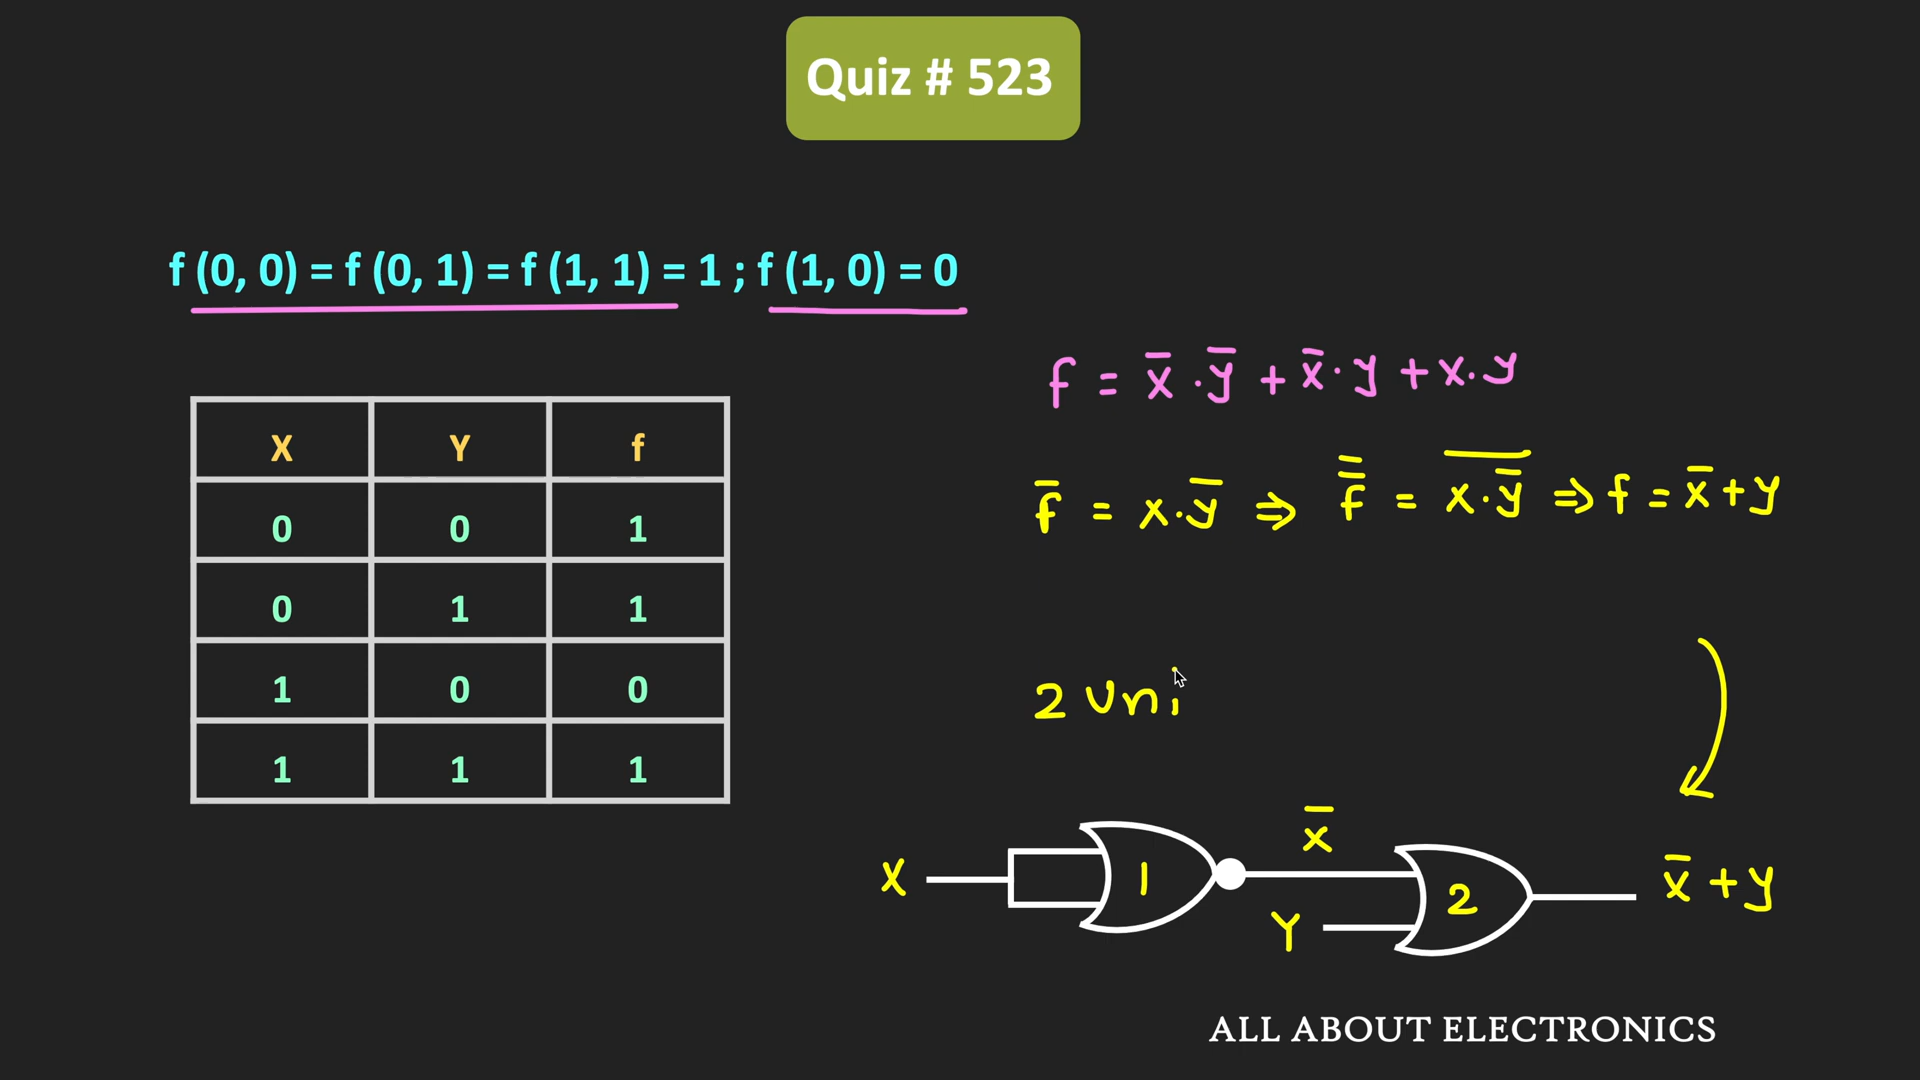 Quiz # 523
f (0, 0) = f (0, 1) = f (1, 1) = 1 ; f (1, 0) = 0
f = x̅ · y̅ + x̅ · y + x · y
f̅ = x · y̅ ⇒ f̿ = \overline{x · y̅} ⇒ f = x̅ + y
X Y f
0 0 1
0 1 1
1 0 0
1 1 1
2 uni
X 1 x̅ 2 x̅ + y
Y
ALL ABOUT ELECTRONICS